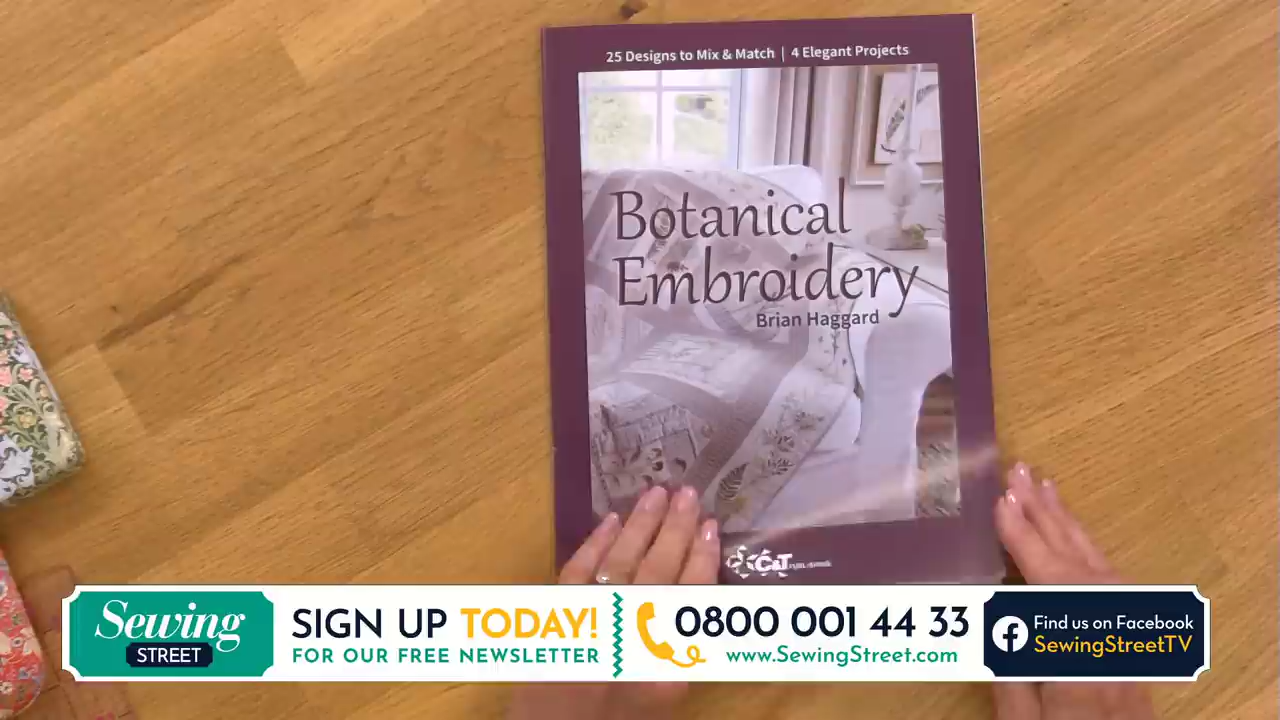 25 Designs to Mix & Match | 4 Elegant Projects
Botanical
Embroidery
Brian Haggard
C&T PUBLISHING
Sewing
STREET
SIGN UP TODAY!
FOR OUR FREE NEWSLETTER
0800 001 44 33
www.SewingStreet.com
Find us on Facebook
SewingStreetTV